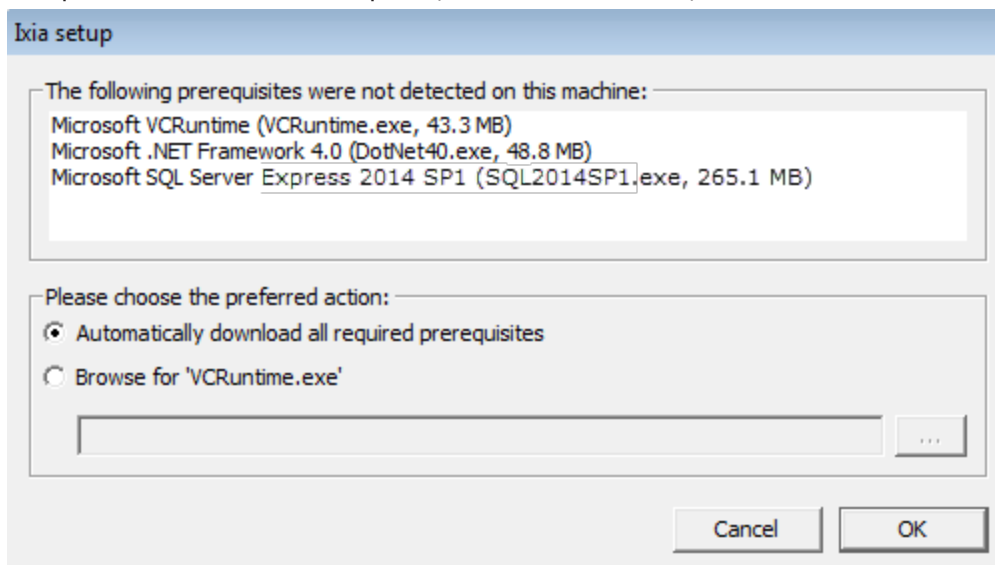 Ixia setup
The following prerequisites were not detected on this machine:
Microsoft VCRuntime (VCRuntime.exe, 43.3 MB)
Microsoft .NET Framework 4.0 (DotNet40.exe, 48.8 MB)
Microsoft SQL Server Express 2014 SP1 (SQL2014SP1.exe, 265.1 MB)
Please choose the preferred action:
Automatically download all required prerequisites
Browse for 'VCRuntime.exe'
...
Cancel OK